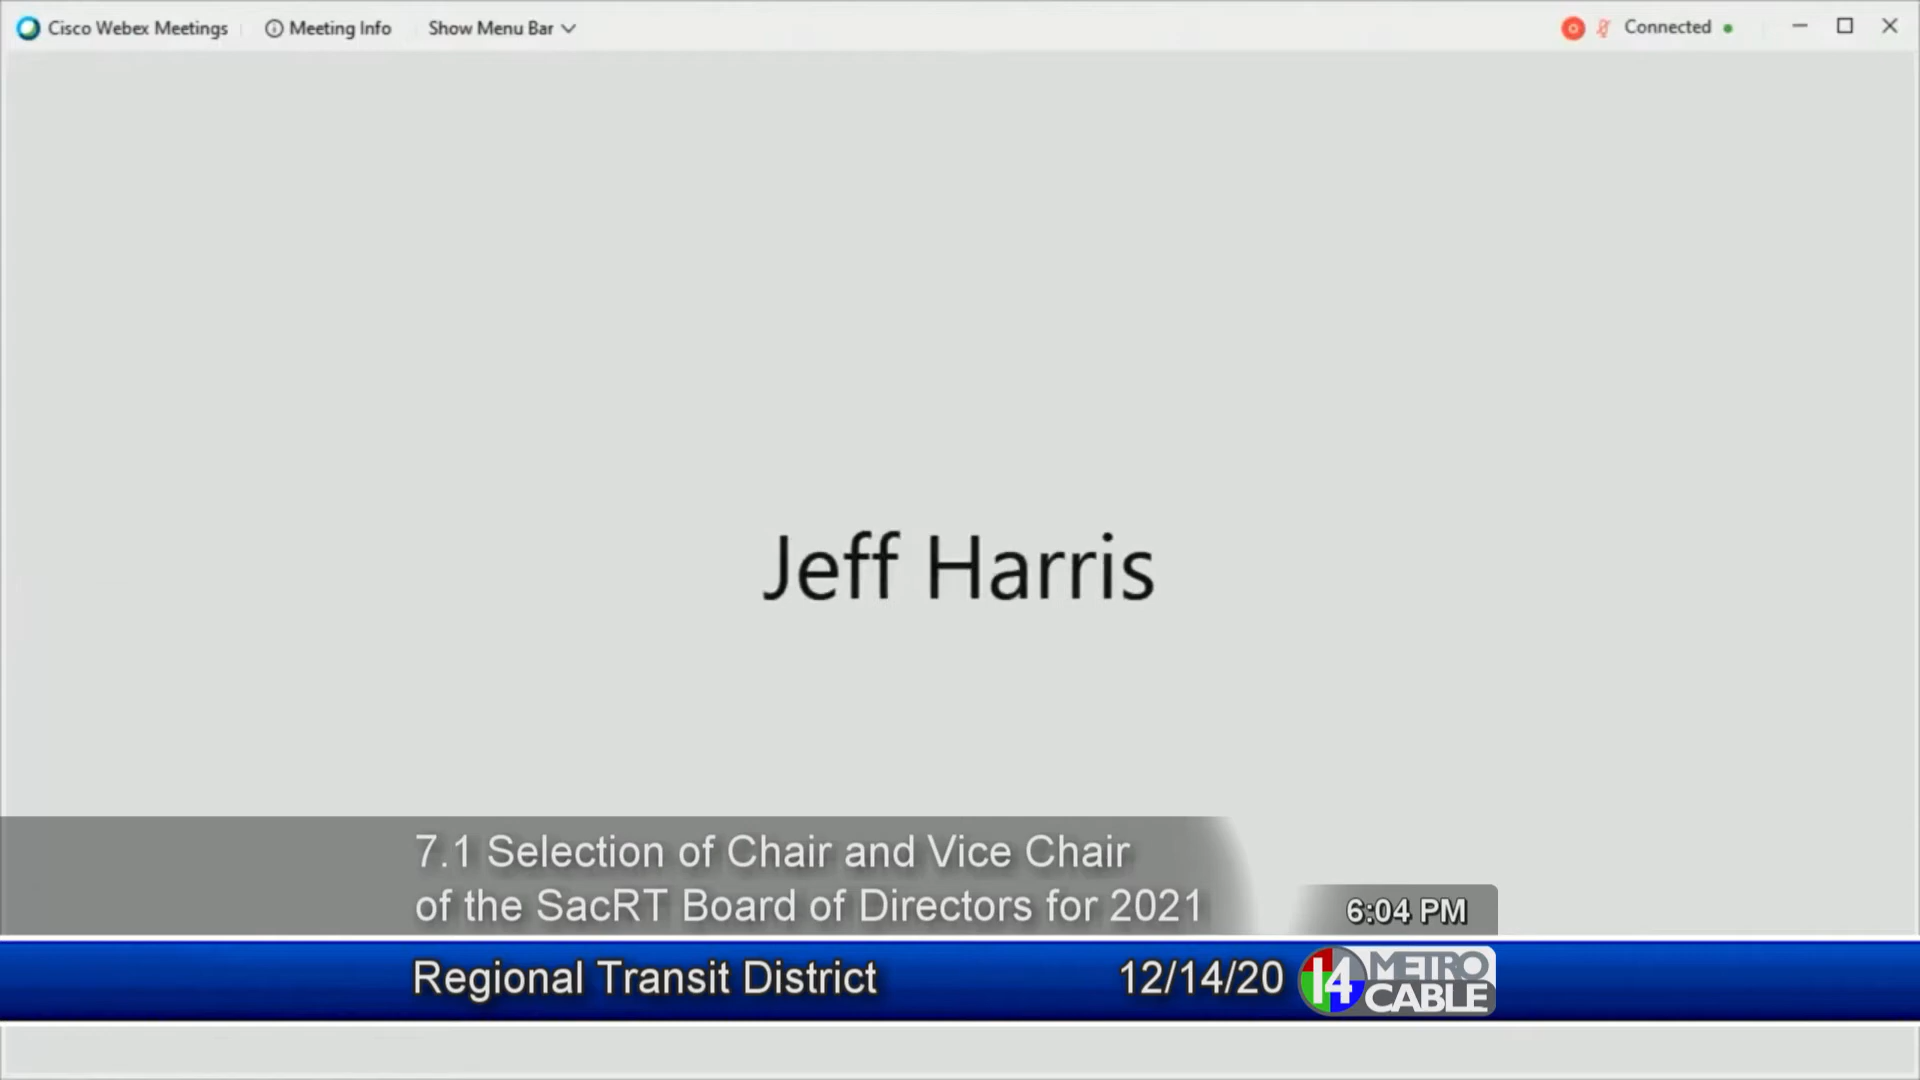 Cisco Webex Meetings
Meeting Info
Show Menu Bar
Connected
Jeff Harris
7.1 Selection of Chair and Vice Chair
of the SacRT Board of Directors for 2021
6:04 PM
Regional Transit District
12/14/20
14 METRO
CABLE